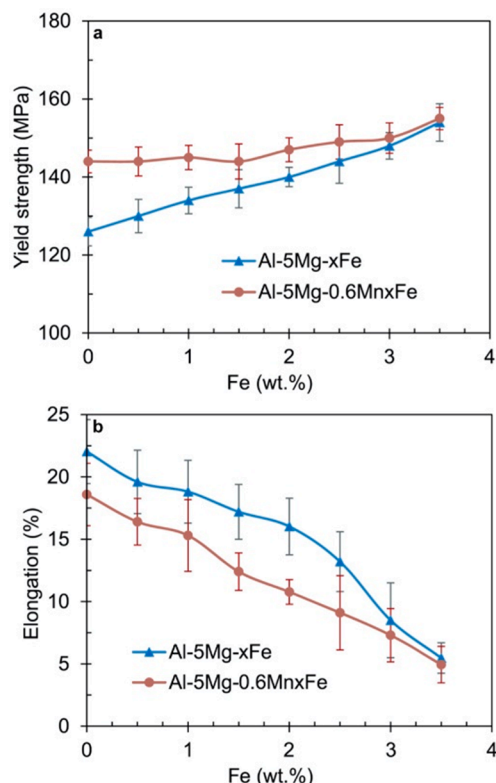 a
180
160
140
120
100
Yield strength (MPa)
Al-5Mg-xFe
Al-5Mg-0.6MnxFe
0 1 2 3 4
Fe (wt.%)
b
25
20
15
10
5
0
Elongation (%)
Al-5Mg-xFe
Al-5Mg-0.6MnxFe
0 1 2 3 4
Fe (wt.%)